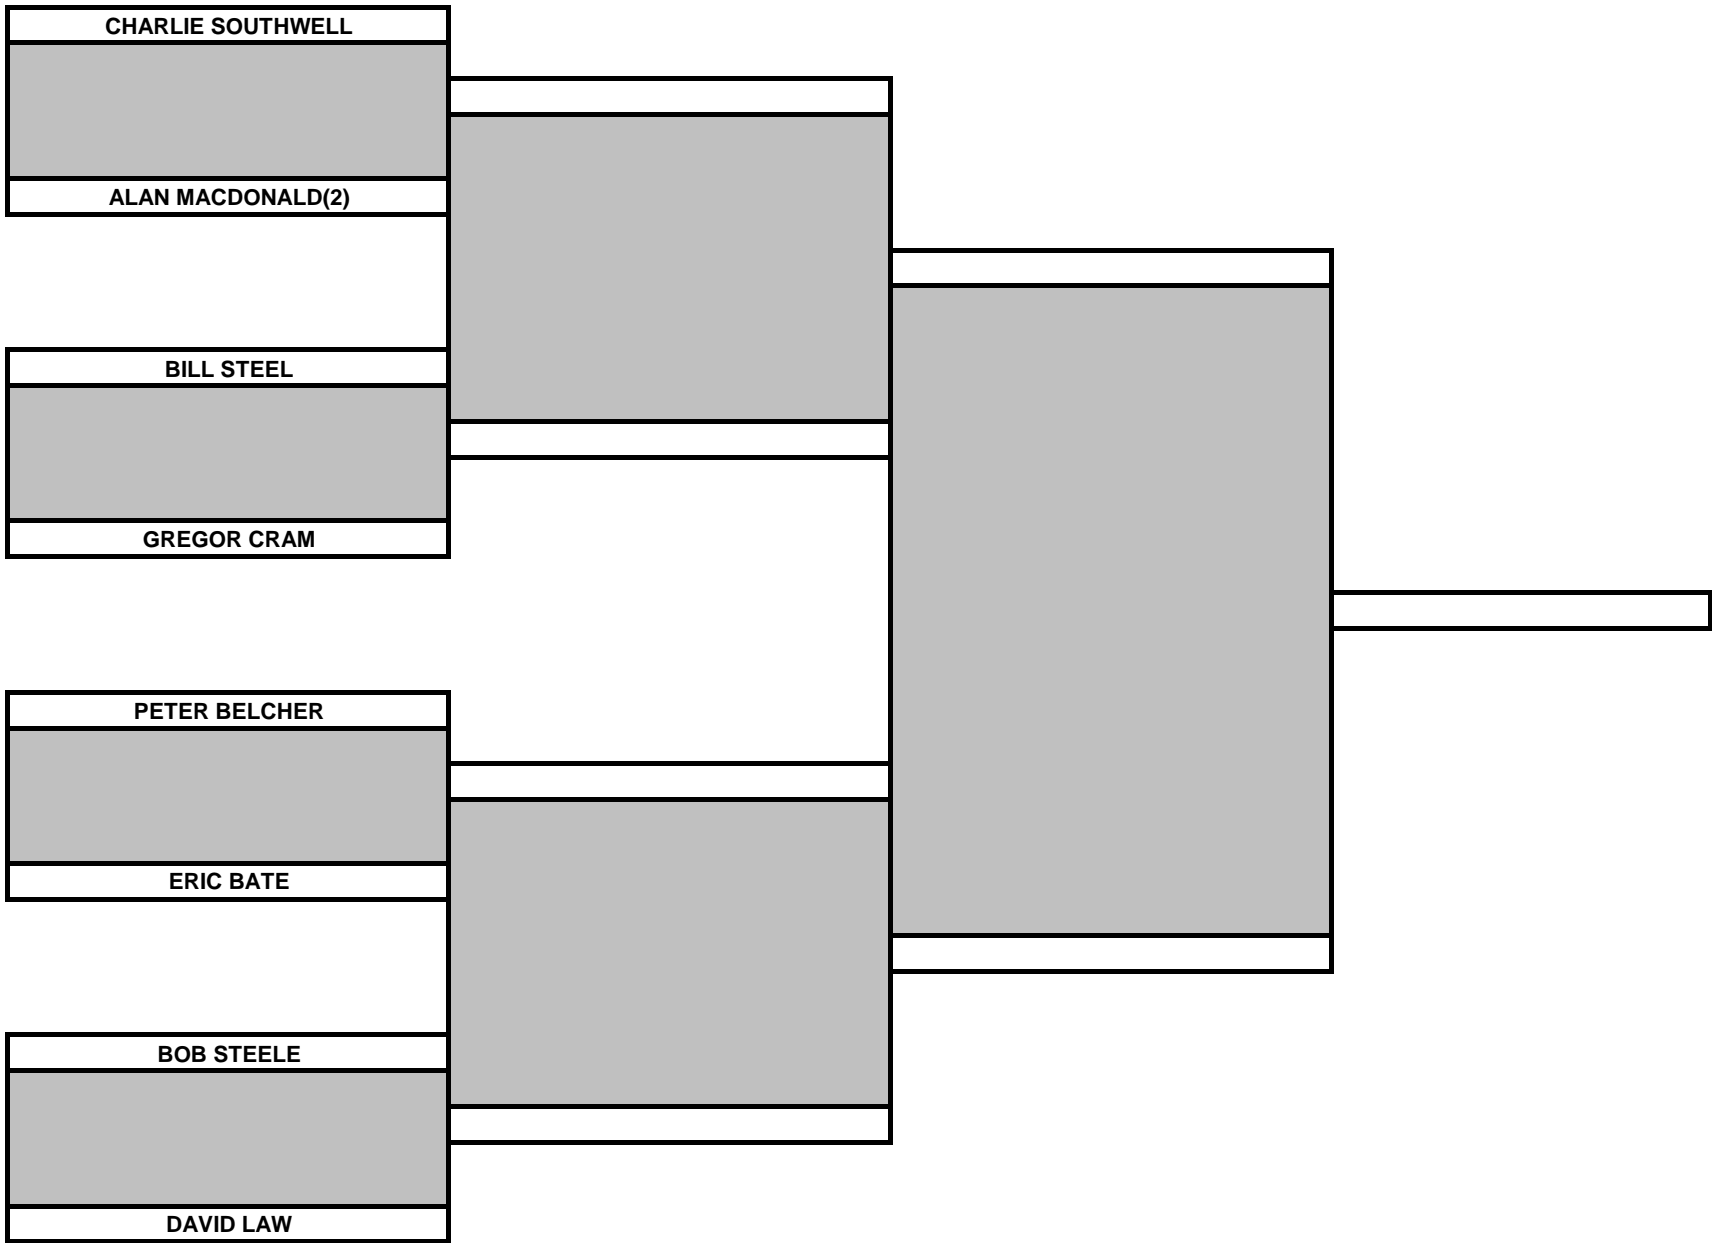 CHARLIE SOUTHWELL
ALAN MACDONALD(2)
BILL STEEL
GREGOR CRAM
PETER BELCHER
ERIC BATE
BOB STEELE
DAVID LAW